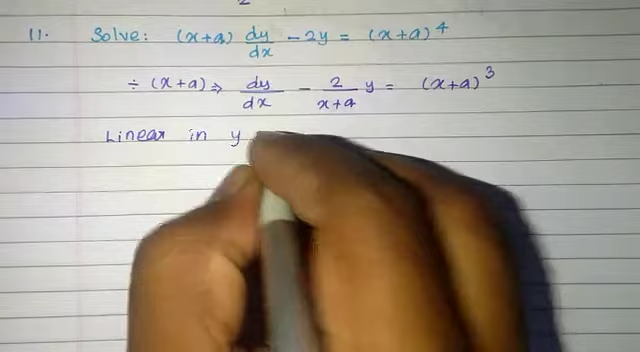 11. Solve: (x+a) dy/dx - 2y = (x+a)^4
÷ (x+a) ⇒ dy/dx - 2/(x+a) y = (x+a)^3
Linear in y